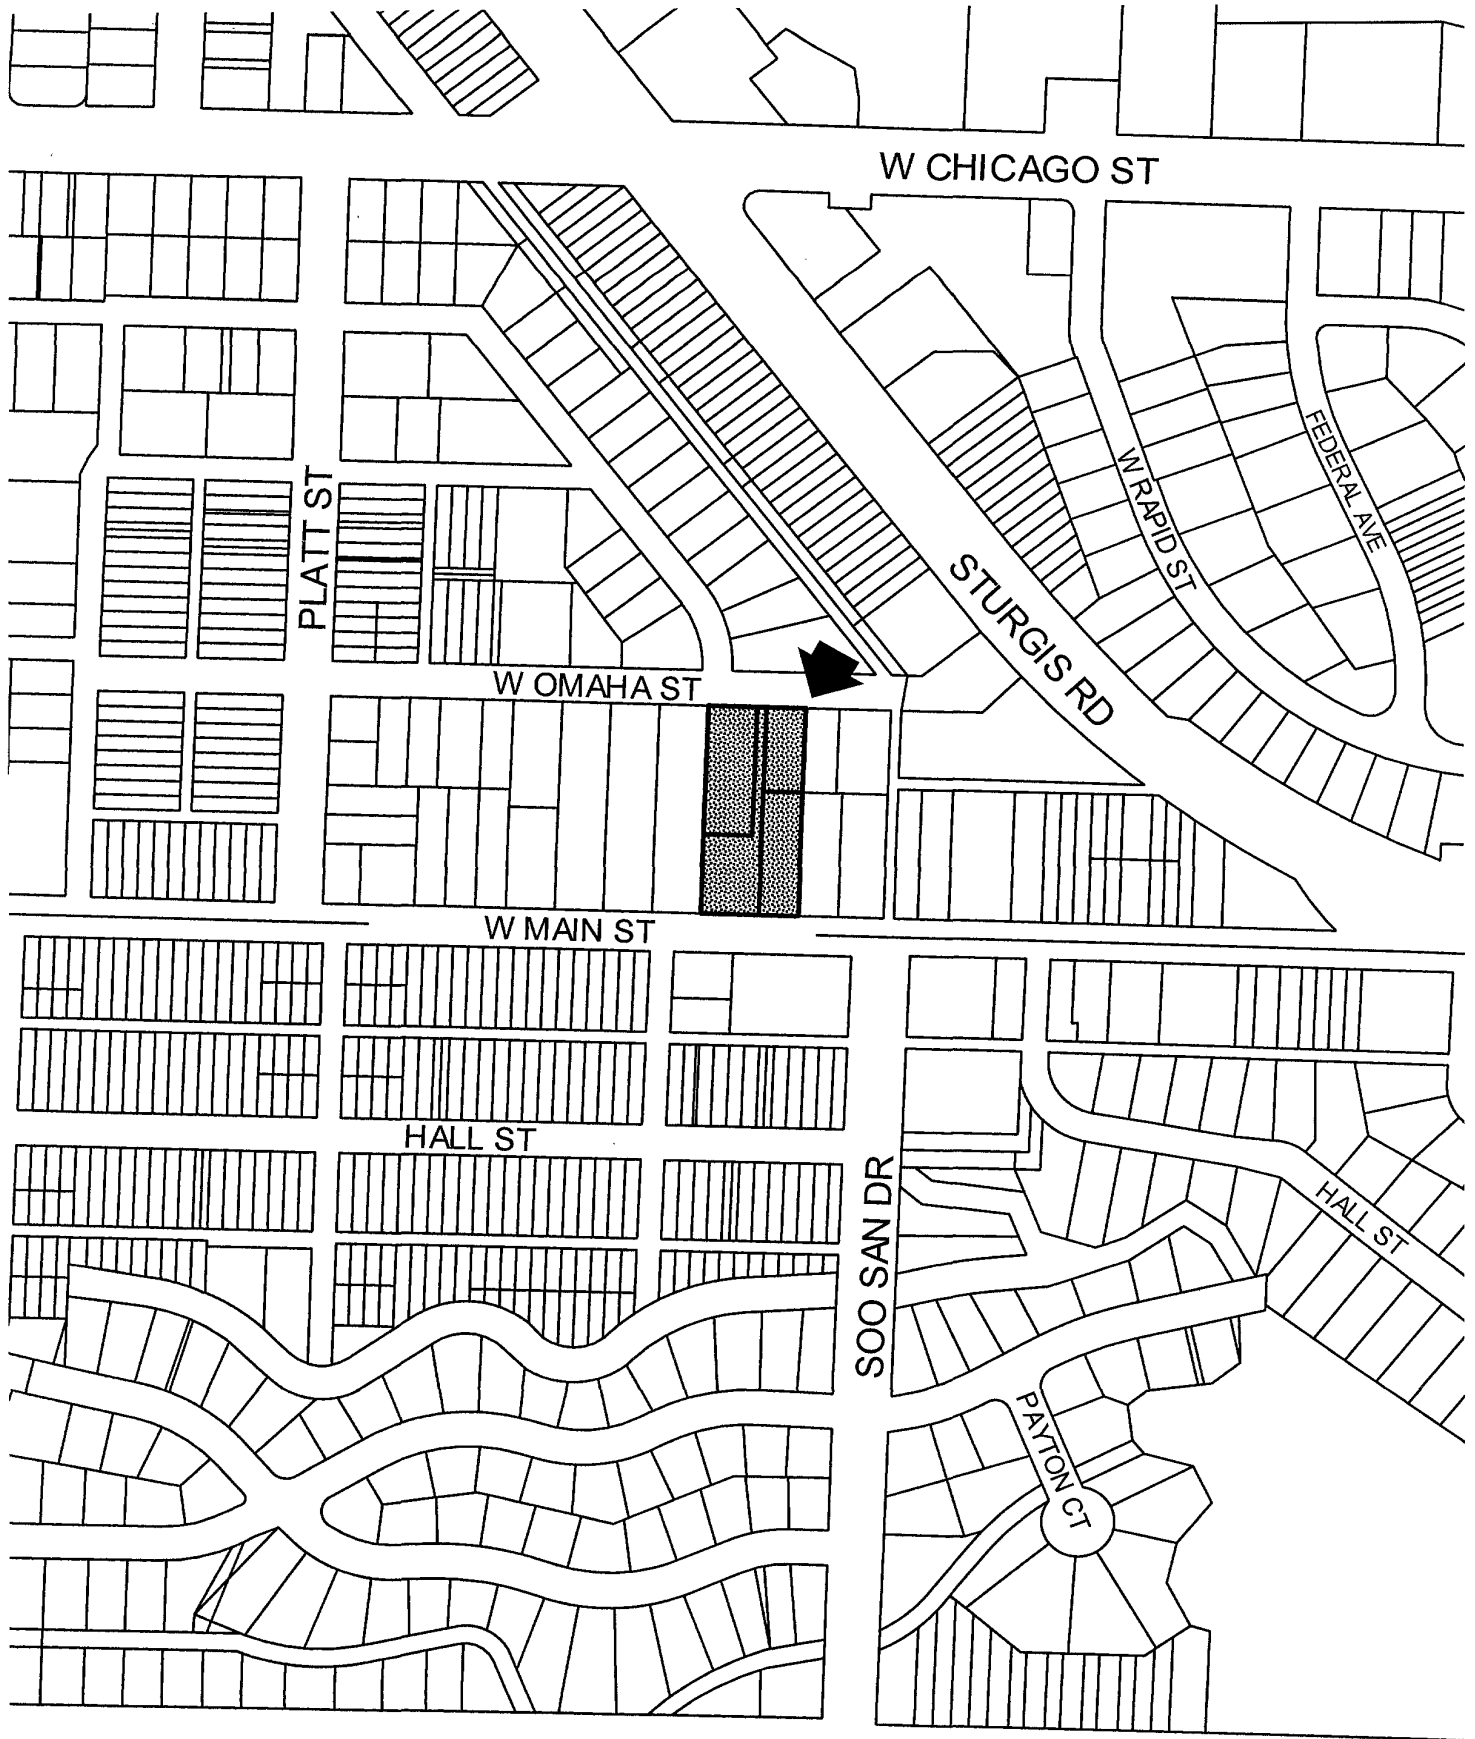 W CHICAGO ST
PLATT ST
FEDERAL AVE
W RAPID ST
STURGIS RD
W OMAHA ST
W MAIN ST
HALL ST
SOO SAN DR
HALL ST
PAYTON CT